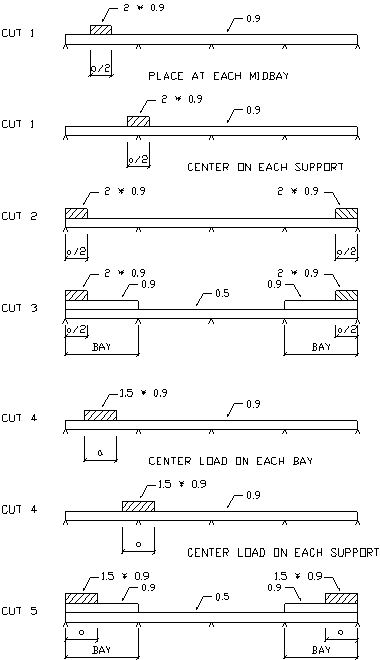 2 * 0.9
CUT 1 0.9
a/2
PLACE AT EACH MIDBAY
2 * 0.9
CUT 1 0.9
a/2
CENTER ON EACH SUPPORT
2 * 0.9 2 * 0.9
CUT 2
a/2 a/2
2 * 0.9 2 * 0.9
0.9 0.5 0.9
CUT 3
a/2 a/2
BAY BAY
1.5 * 0.9
CUT 4 0.9
a
CENTER LOAD ON EACH BAY
1.5 * 0.9
CUT 4 0.9
a
CENTER LOAD ON EACH SUPPORT
1.5 * 0.9 1.5 * 0.9
0.9 0.5 0.9
CUT 5
a a
BAY BAY